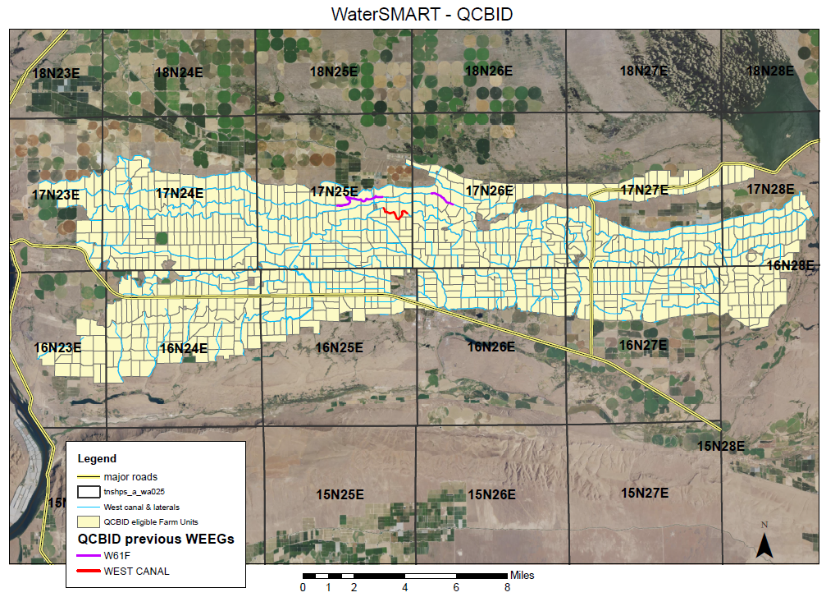 WaterSMART - QCBID
18N23E 18N24E 18N25E 18N26E 18N27E 18N28E
17N23E 17N24E 17N25E 17N26E 17N27E 17N28E
16N28E
16N23E 16N24E 16N25E 16N26E 16N27E
15N28E
15N 15N25E 15N26E 15N27E
Legend
major roads
tnshps_a_wa025
West canal & laterals
QCBID eligible Farm Units
QCBID previous WEEGs
W61F
WEST CANAL
N
Miles
0 1 2 4 6 8